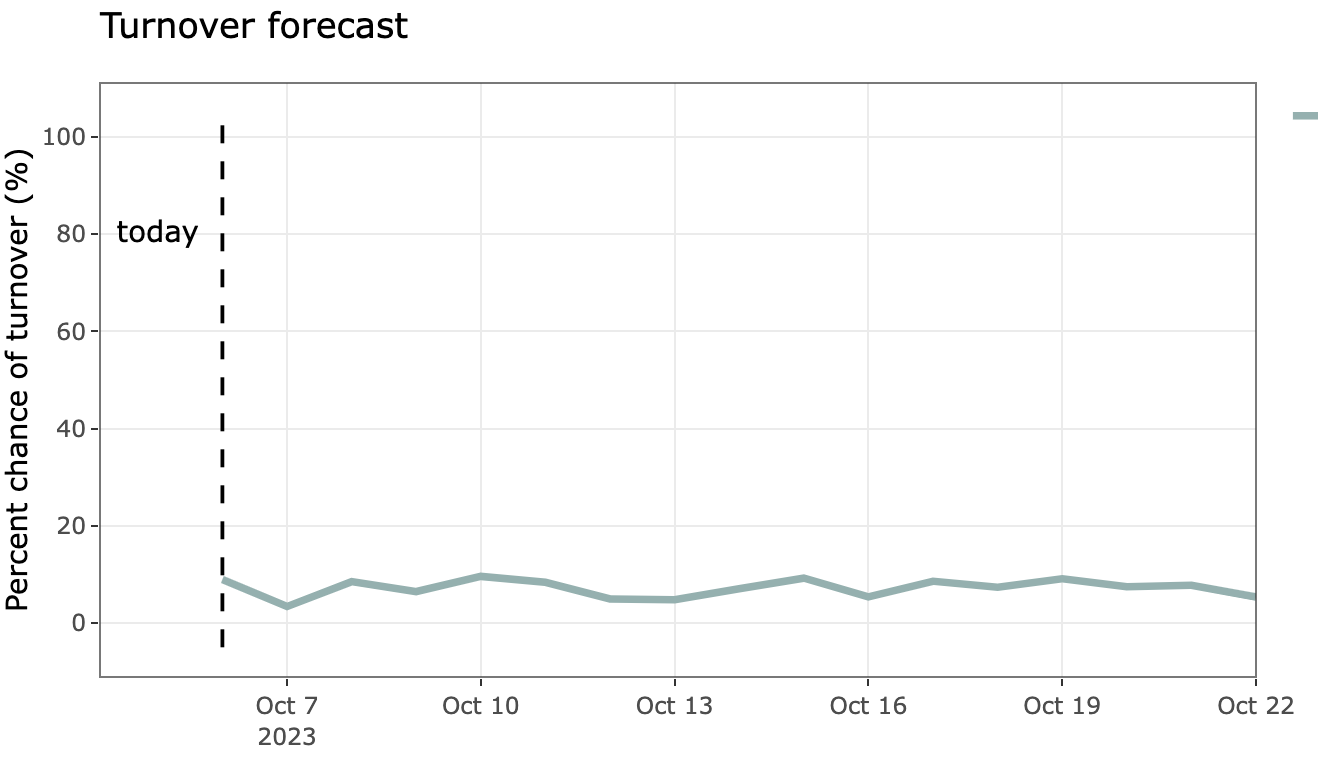 Turnover forecast
Percent chance of turnover (%)
100
80
60
40
20
0
today
Oct 7
2023
Oct 10
Oct 13
Oct 16
Oct 19
Oct 22